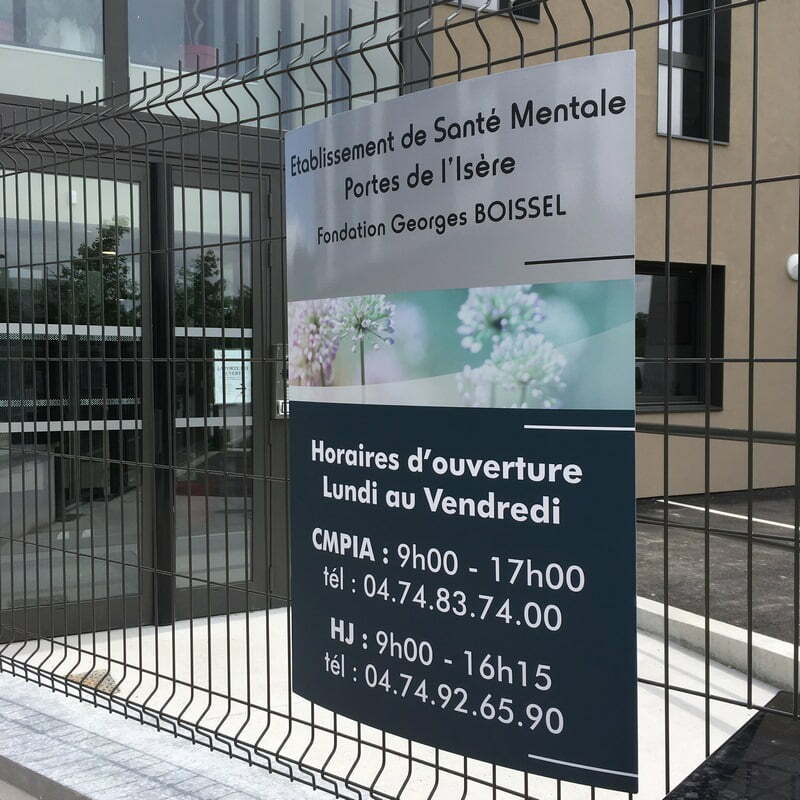 Etablissement de Santé Mentale
Portes de l'Isère
Fondation Georges BOISSEL
Horaires d'ouverture
Lundi au Vendredi
CMPIA : 9h00 - 17h00
tél : 04.74.83.74.00
HJ : 9h00 - 16h15
tél : 04.74.92.65.90